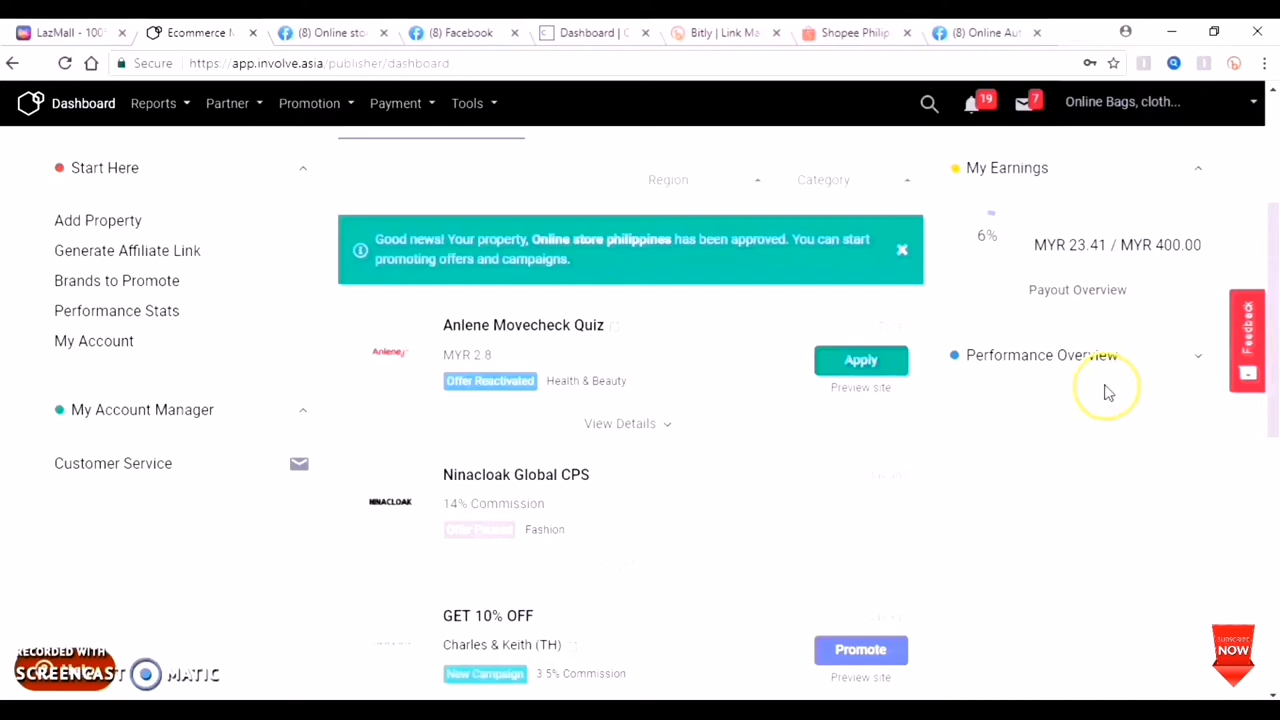 LazMall - 100%
Ecommerce M
(8) Online sto
(8) Facebook
Dashboard | C
Bitly | Link Ma
Shopee Philip
(8) Online Aut
Secure https://app.involve.asia/publisher/dashboard
Dashboard Reports Partner Promotion Payment Tools 19 7 Online Bags, cloth...
Start Here
Add Property
Generate Affiliate Link
Brands to Promote
Performance Stats
My Account
My Account Manager
Customer Service
Region Category
Good news! Your property, Online store philippines has been approved. You can start
promoting offers and campaigns.
Anlene Movecheck Quiz
Anlene
MYR 2.8
Offer Reactivated Health & Beauty
Apply
Preview site
View Details
Ninacloak Global CPS
NINACLOAK
14% Commission
Offer Paused Fashion
GET 10% OFF
Charles & Keith (TH)
New Campaign 3.5% Commission
Promote
Preview site
My Earnings
6%
MYR 23.41 / MYR 400.00
Payout Overview
Performance Overview
Feedback
RECORDED WITH
SCREENCAST MATIC
SUBSCRIBE
NOW